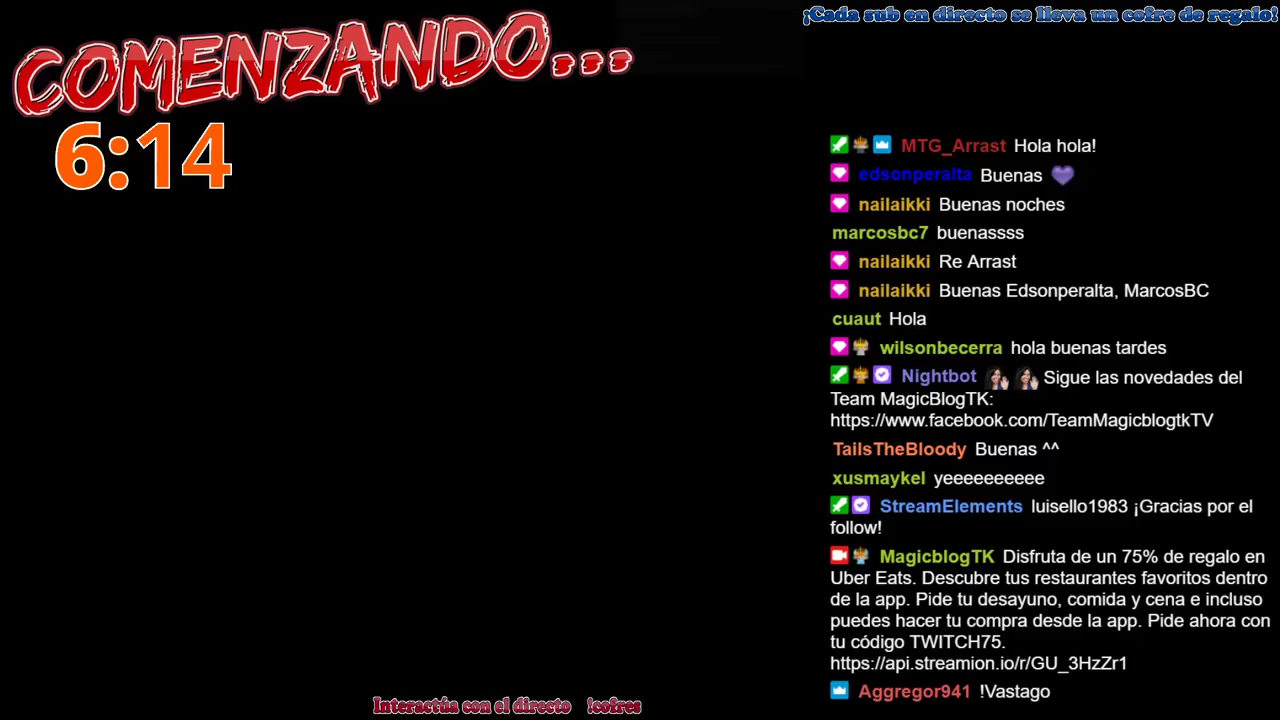 COMENZANDO...
¡Cada sub en directo se lleva un cofre de regalo!
6:14
MTG_Arrast Hola hola!
edsonperalta Buenas
nailaikki Buenas noches
marcosbc7 buenassss
nailaikki Re Arrast
nailaikki Buenas Edsonperalta, MarcosBC
cuaut Hola
wilsonbecerra hola buenas tardes
Nightbot Sigue las novedades del
Team MagicBlogTK:
https://www.facebook.com/TeamMagicblogtkTV
TailsTheBloody Buenas ^^
xusmaykel yeeeeeeeeee
StreamElements luisello1983 ¡Gracias por el
follow!
MagicblogTK Disfruta de un 75% de regalo en
Uber Eats. Descubre tus restaurantes favoritos dentro
de la app. Pide tu desayuno, comida y cena e incluso
puedes hacer tu compra desde la app. Pide ahora con
tu código TWITCH75.
https://api.streamion.io/r/GU_3HzZr1
Aggregor941 !Vastago
Interactúa con el directo !cofres